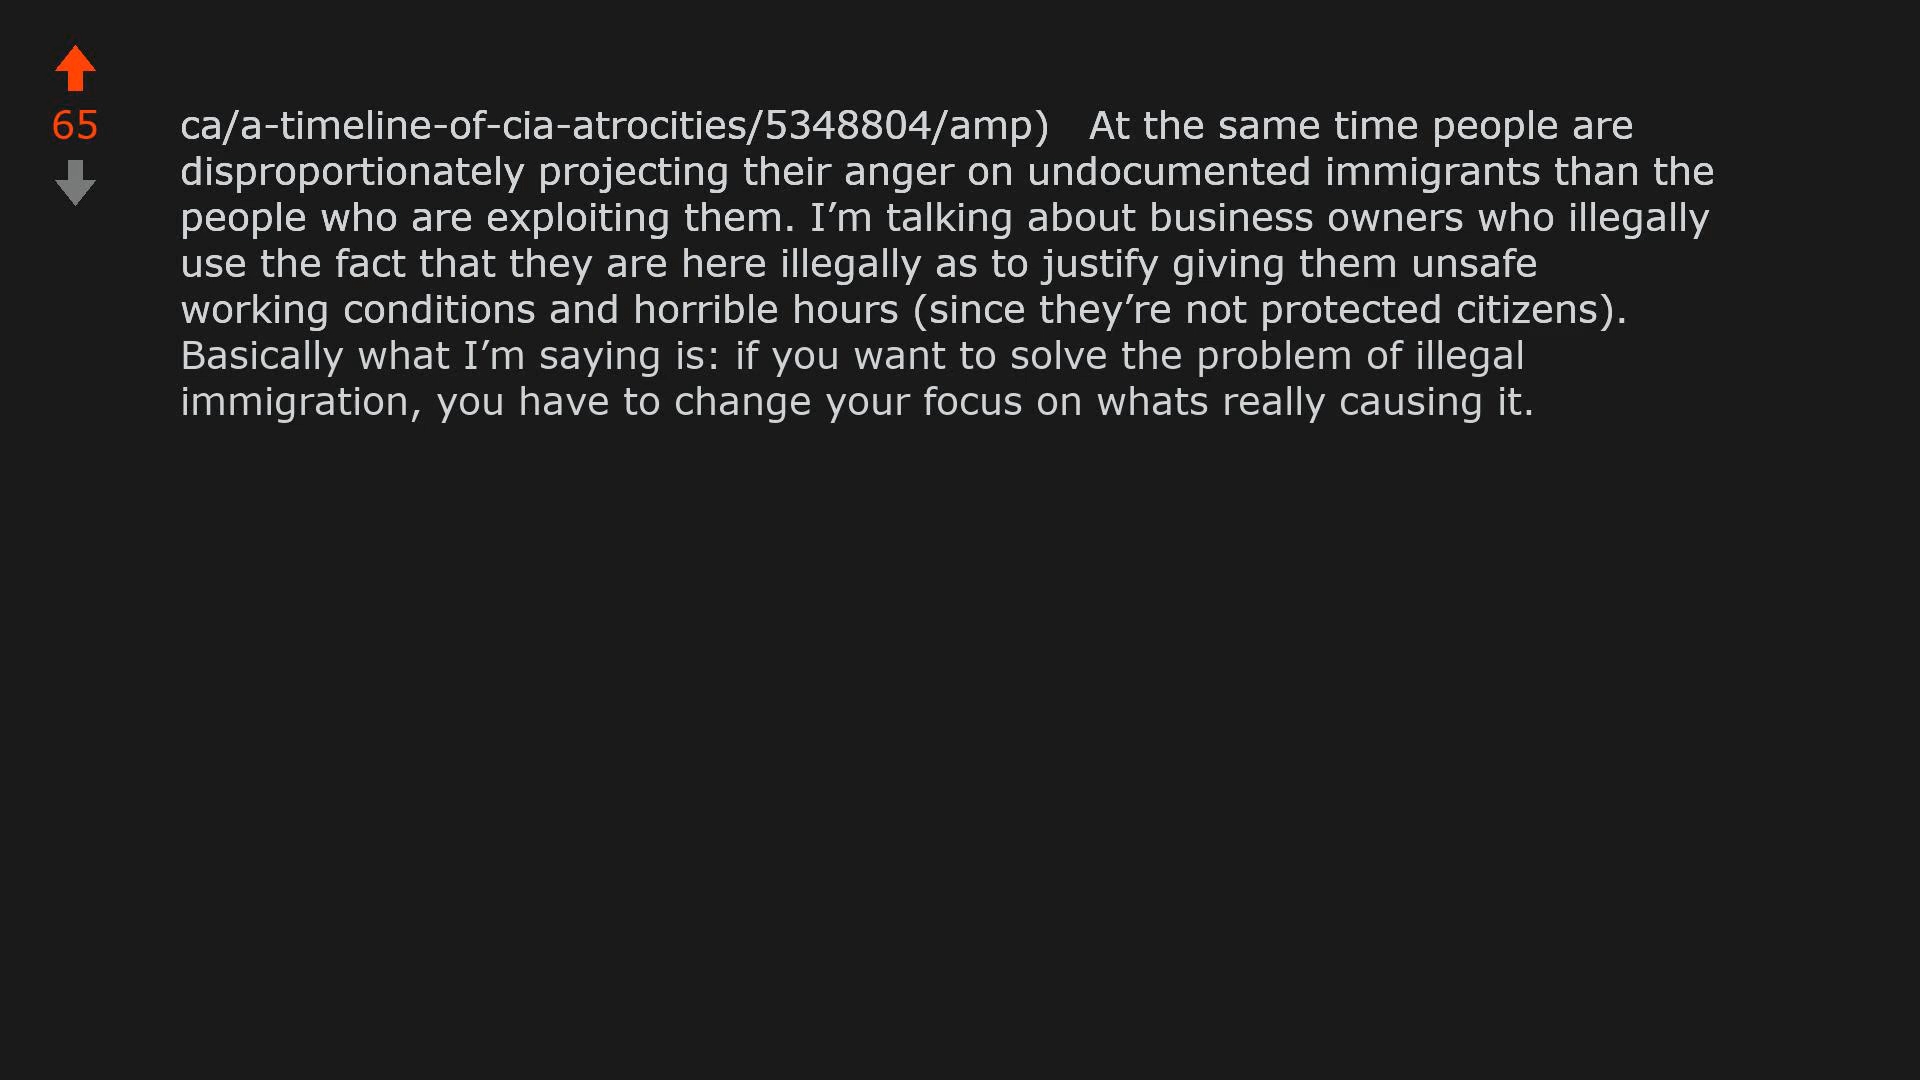 65
ca/a-timeline-of-cia-atrocities/5348804/amp)   At the same time people are
disproportionately projecting their anger on undocumented immigrants than the
people who are exploiting them. I’m talking about business owners who illegally
use the fact that they are here illegally as to justify giving them unsafe
working conditions and horrible hours (since they’re not protected citizens).
Basically what I’m saying is: if you want to solve the problem of illegal
immigration, you have to change your focus on whats really causing it.